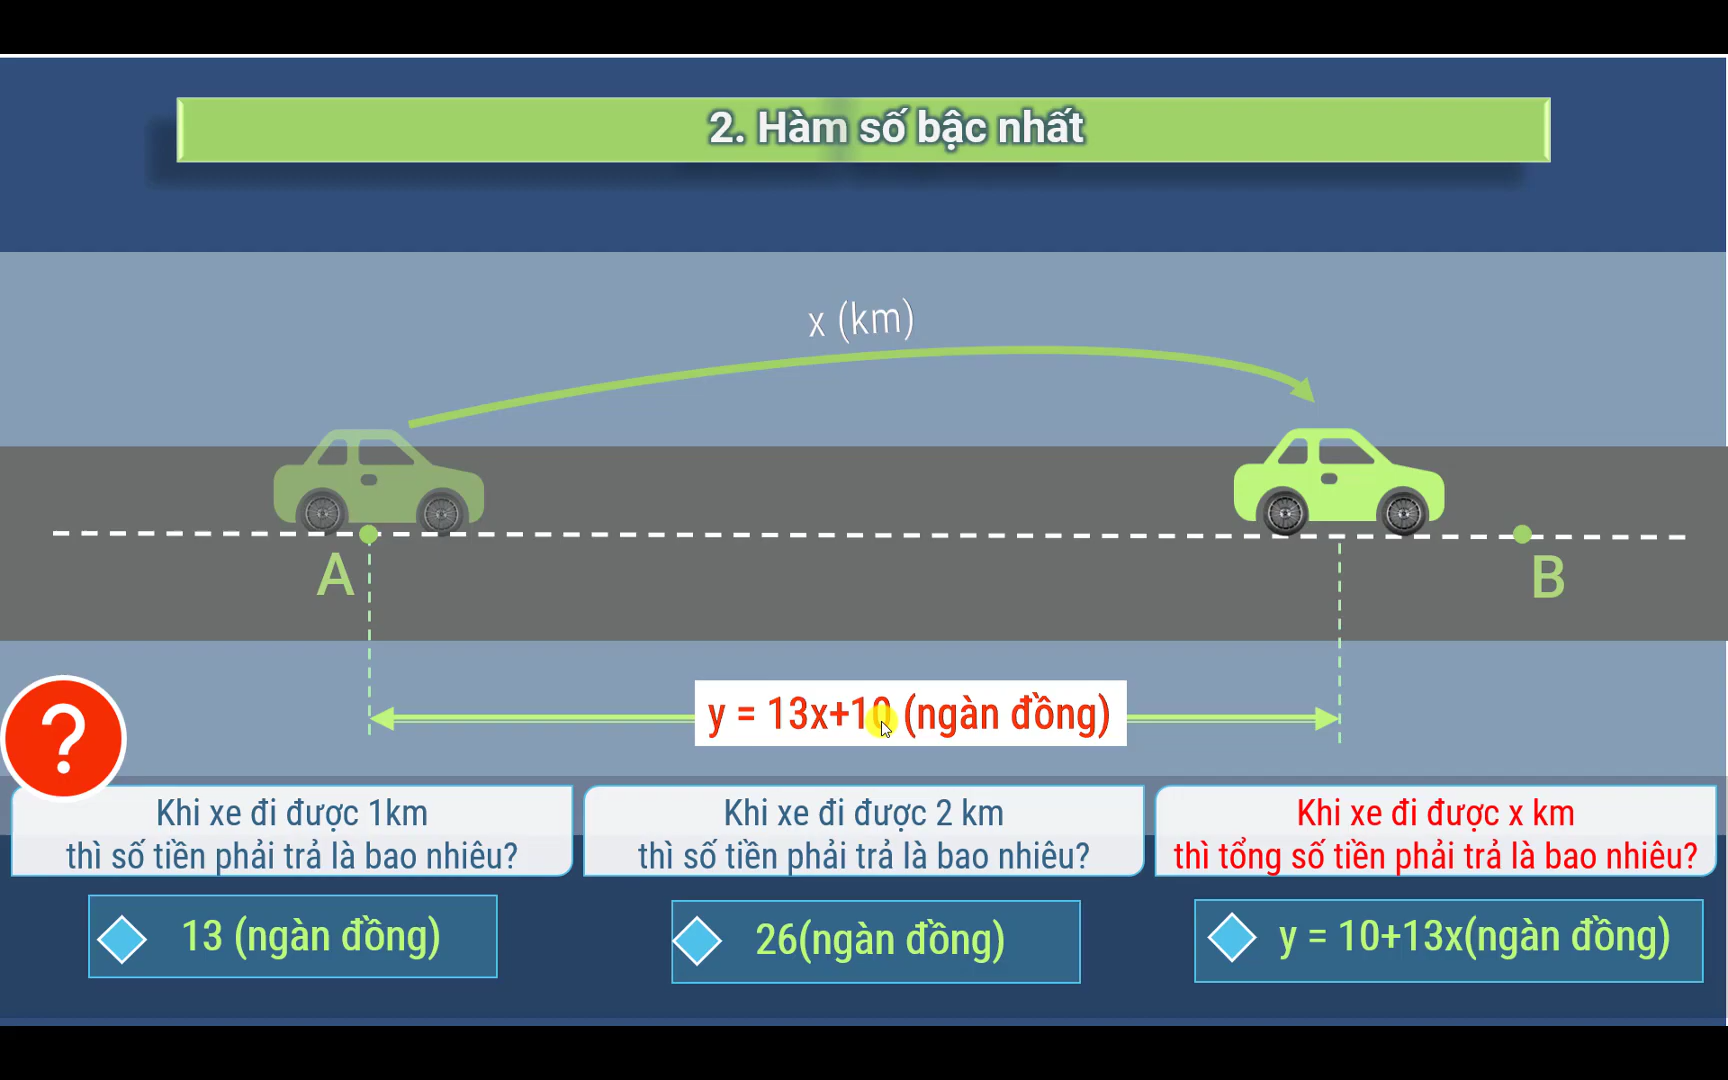 2. Hàm số bậc nhất
x (km)
A
B
y = 13x+10 (ngàn đồng)
?
Khi xe đi được 1km
thì số tiền phải trả là bao nhiêu?
Khi xe đi được 2 km
thì số tiền phải trả là bao nhiêu?
Khi xe đi được x km
thì tổng số tiền phải trả là bao nhiêu?
13 (ngàn đồng)
26(ngàn đồng)
y = 10+13x(ngàn đồng)